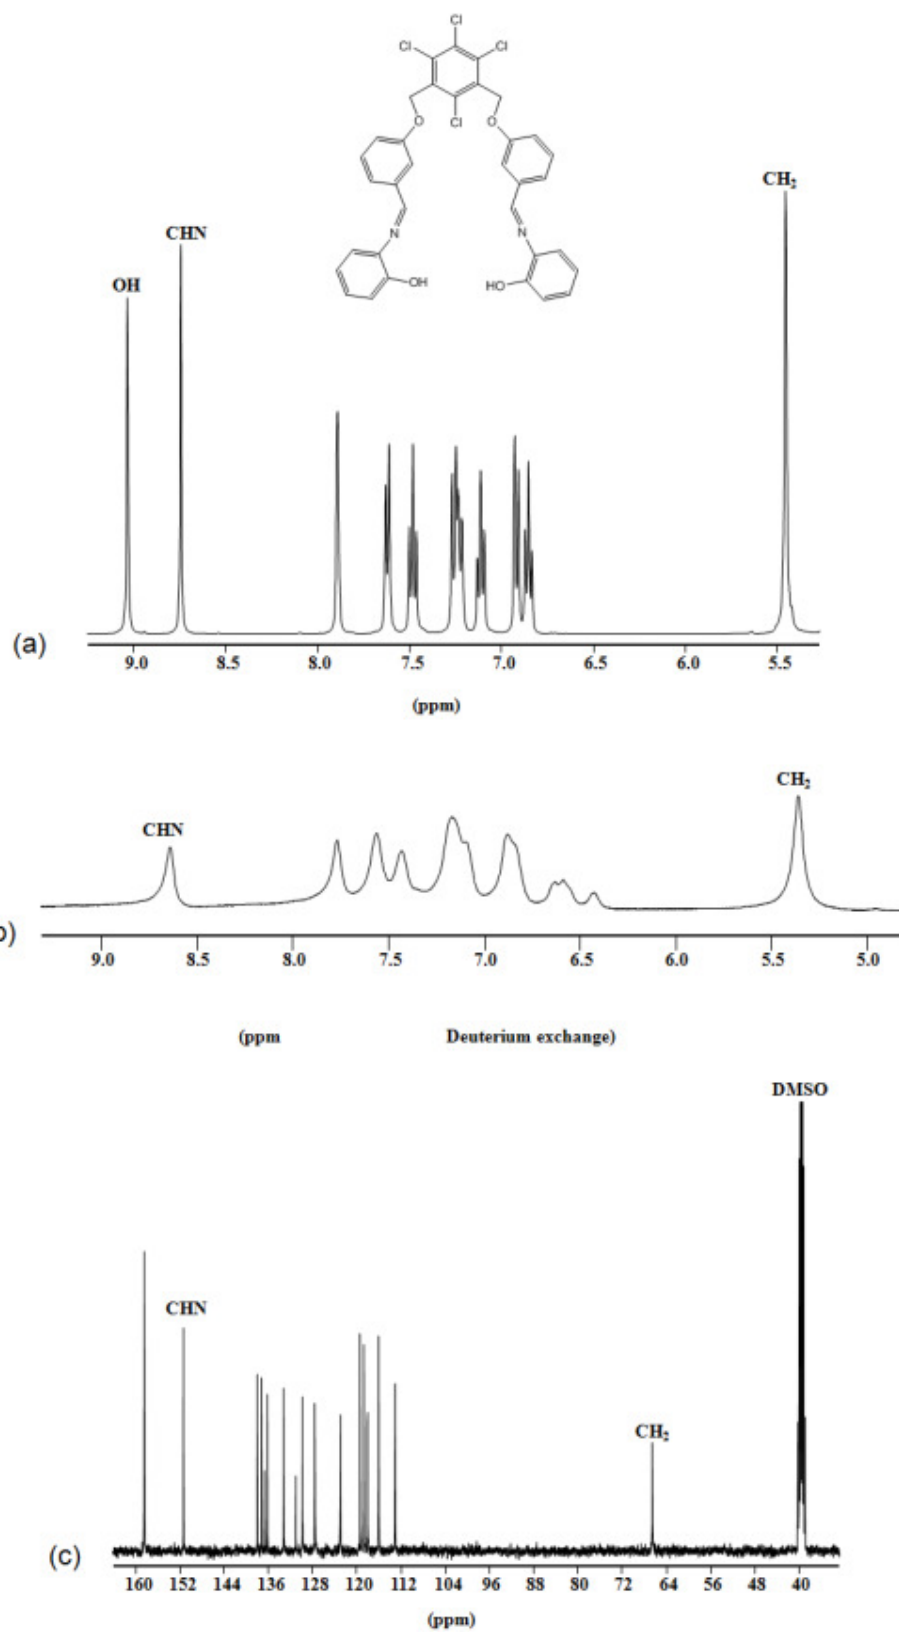 Cl
Cl
Cl
Cl
O
O
N
N
OH
HO
CH₂
CHN
OH
(a)
9.0 8.5 8.0 7.5 7.0 6.5 6.0 5.5
(ppm)
CH₂
CHN
)
9.0 8.5 8.0 7.5 7.0 6.5 6.0 5.5 5.0
(ppm Deuterium exchange)
DMSO
CHN
CH₂
(c)
160 152 144 136 128 120 112 104 96 88 80 72 64 56 48 40
(ppm)